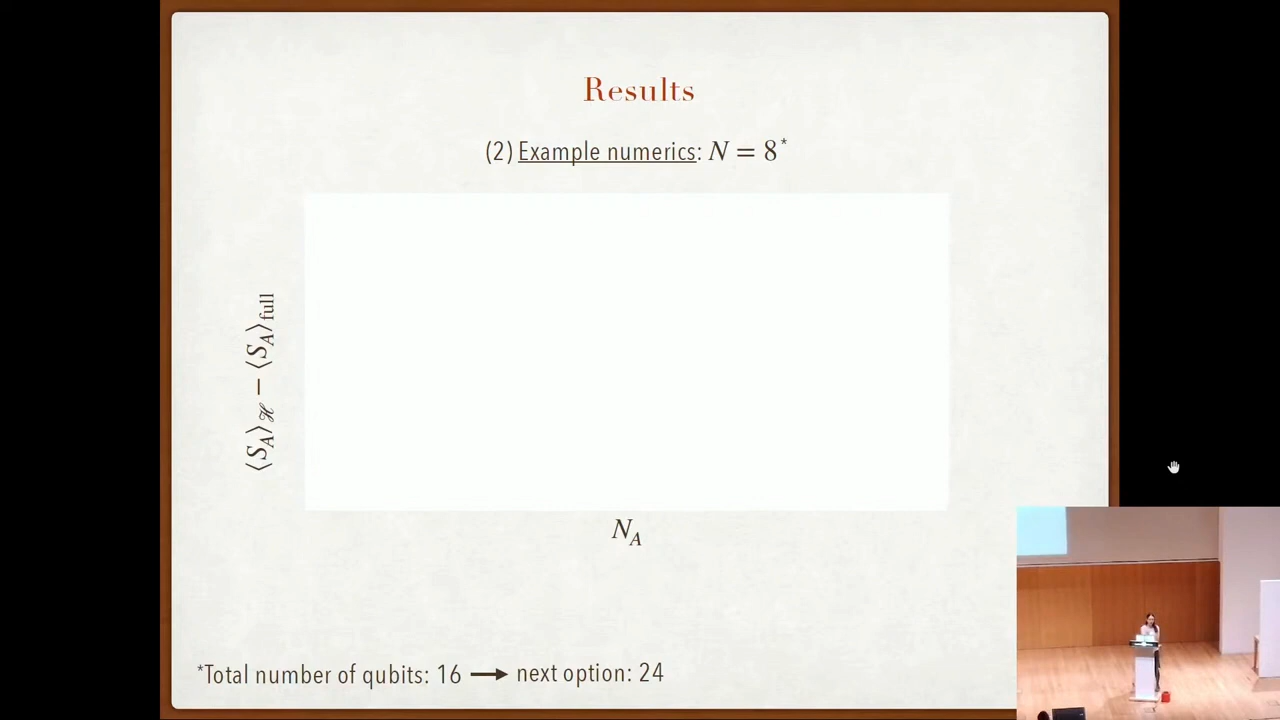 Results
(2) Example numerics: N = 8*
⟨S_A⟩_ℋ − ⟨S_A⟩_full
N_A
*Total number of qubits: 16 ⟶ next option: 24